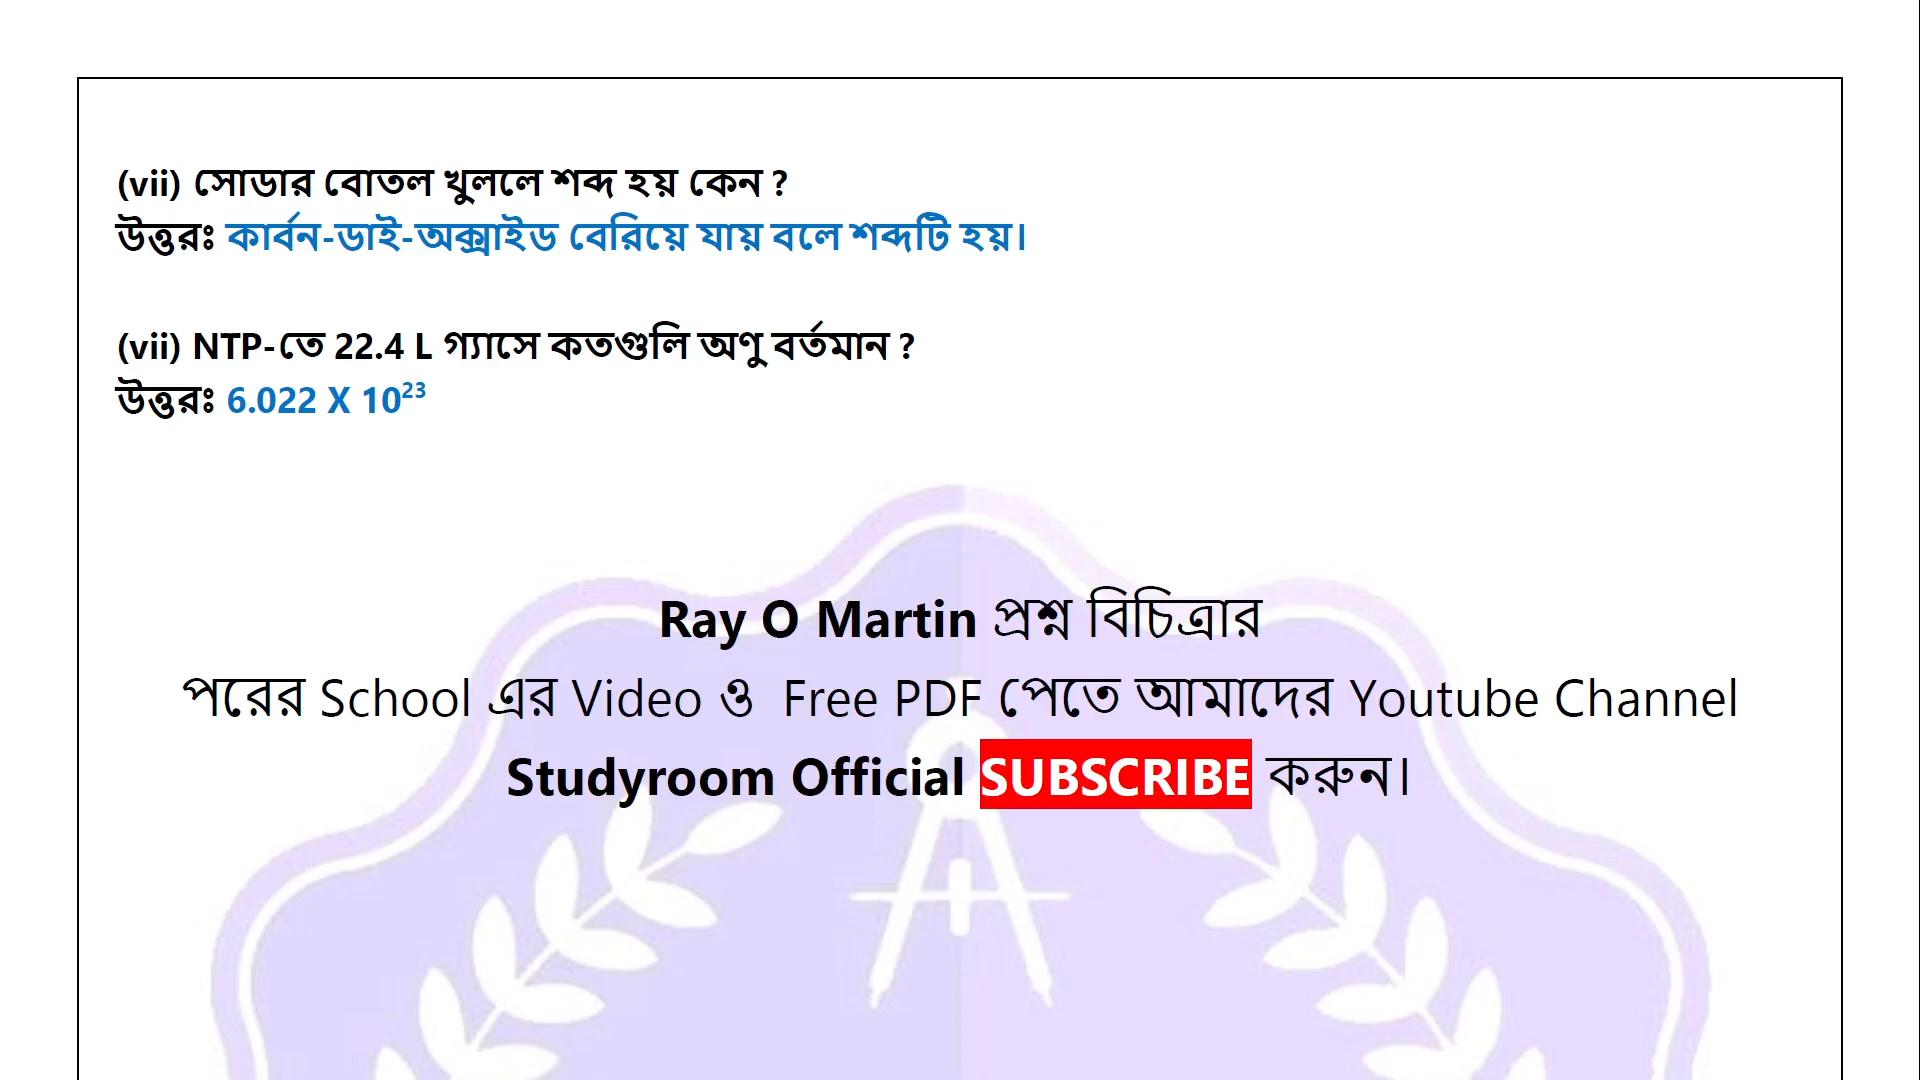 (vii) সোডার বোতল খুললে শব্দ হয় কেন ?
উত্তরঃ কার্বন-ডাই-অক্সাইড বেরিয়ে যায় বলে শব্দটি হয়।
(vii) NTP-তে 22.4 L গ্যাসে কতগুলি অণু বর্তমান ?
উত্তরঃ 6.022 X 10²³
Ray O Martin প্রশ্ন বিচিত্রার
পরের School এর Video ও Free PDF পেতে আমাদের Youtube Channel
Studyroom Official SUBSCRIBE করুন।